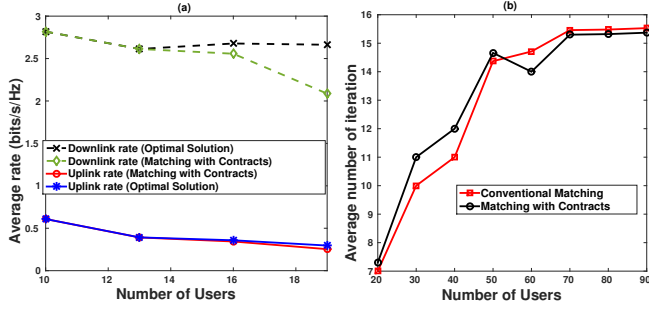 (a)
Average rate (bits/s/Hz)
3
2.5
2
1
0.5
0
Downlink rate (Optimal Solution)
Downlink rate (Matching with Contracts)
Uplink rate (Matching with Contracts)
Uplink rate (Optimal Solution)
10
12
14
16
18
Number of Users
(b)
Average number of iteration
16
15
14
13
12
11
10
9
8
7
Conventional Matching
Matching with Contracts
20
30
40
50
60
70
80
90
Number of Users